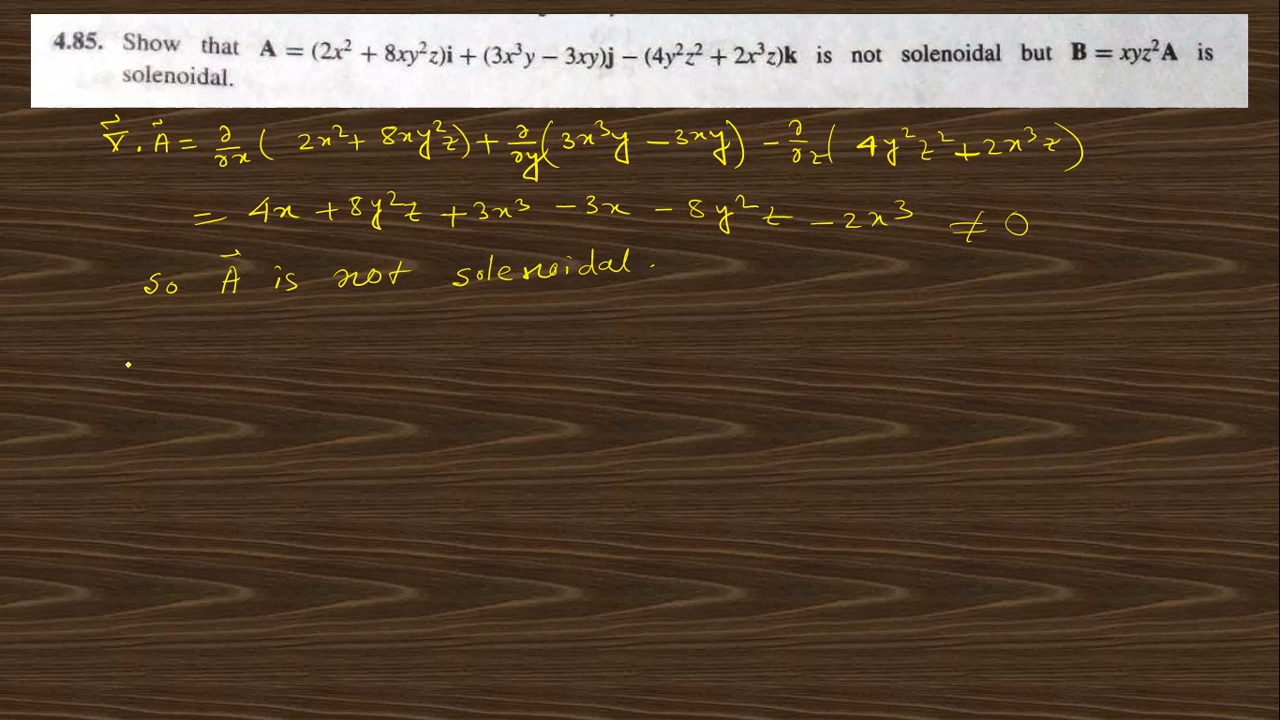 4.85. Show that A = (2x² + 8xy²z)i + (3x³y − 3xy)j − (4y²z² + 2x³z)k is not solenoidal but B = xyz²A is
solenoidal.
∇⃗ . A⃗ = ∂/∂x ( 2x² + 8xy²z ) + ∂/∂y ( 3x³y − 3xy ) − ∂/∂z ( 4y²z² + 2x³z )
= 4x + 8y²z + 3x³ − 3x − 8y²z − 2x³ ≠ 0
so A⃗ is not solenoidal.